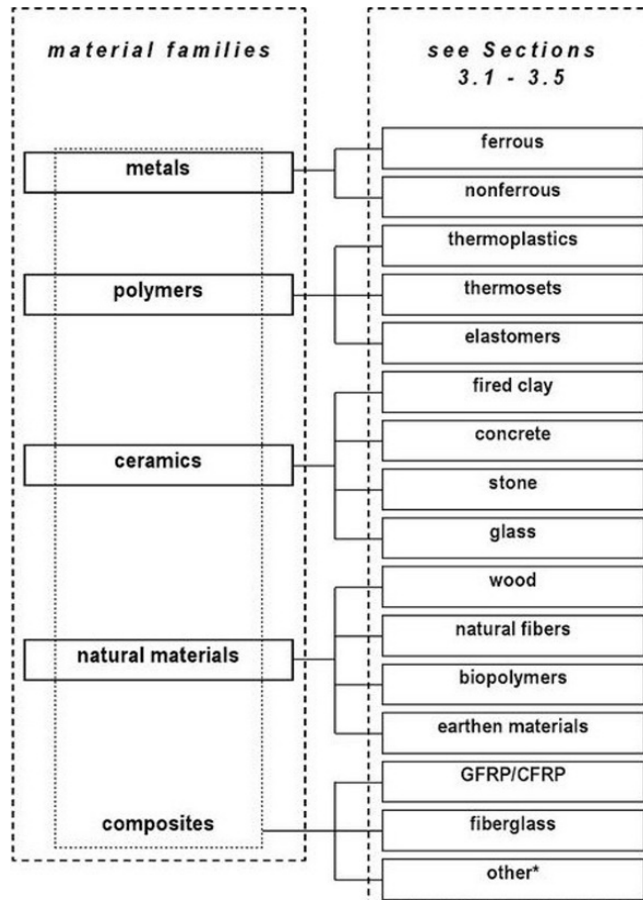 material families
see Sections
3.1 - 3.5
metals
ferrous
nonferrous
polymers
thermoplastics
thermosets
elastomers
ceramics
fired clay
concrete
stone
glass
natural materials
wood
natural fibers
biopolymers
earthen materials
composites
GFRP/CFRP
fiberglass
other*